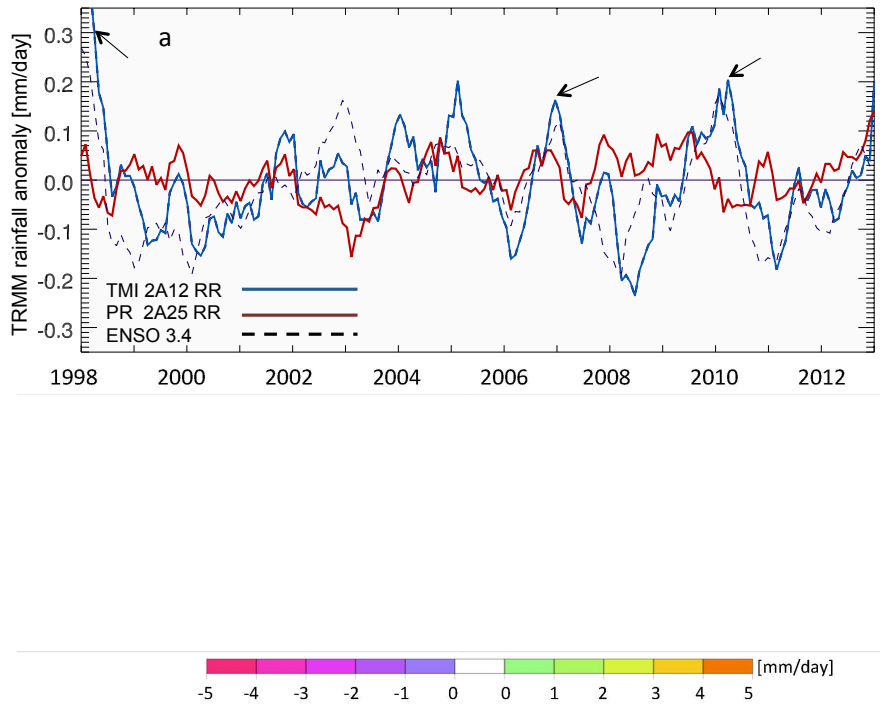 TRMM rainfall anomaly [mm/day]
a
0.3
0.2
0.1
0.0
-0.1
-0.2
-0.3
TMI 2A12 RR
PR 2A25 RR
ENSO 3.4
1998 2000 2002 2004 2006 2008 2010 2012
[mm/day]
-5 -4 -3 -2 -1 0 0 1 2 3 4 5